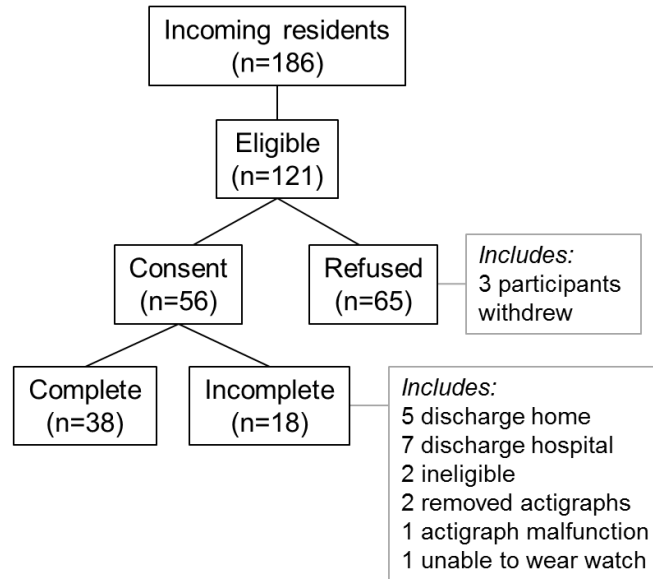 Incoming residents
(n=186)
Eligible
(n=121)
Consent
(n=56)
Refused
(n=65)
Includes:
3 participants
withdrew
Complete
(n=38)
Incomplete
(n=18)
Includes:
5 discharge home
7 discharge hospital
2 ineligible
2 removed actigraphs
1 actigraph malfunction
1 unable to wear watch